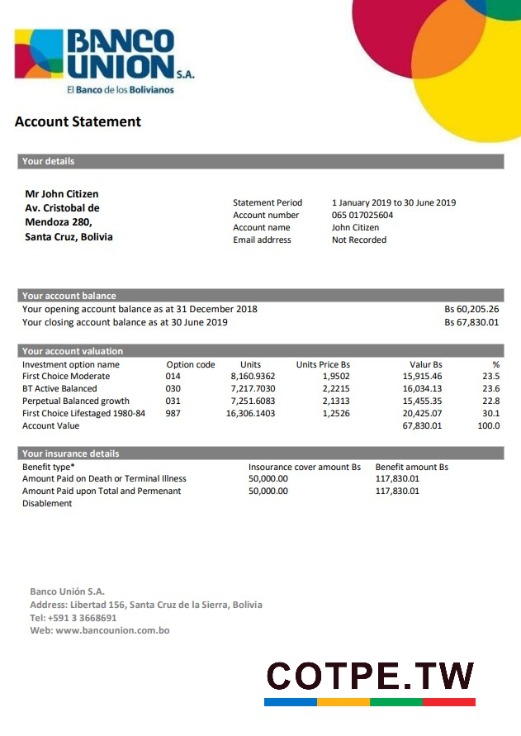 BANCO
UNION S.A.
El Banco de los Bolivianos
Account Statement
Your details
Mr John Citizen
Av. Cristobal de
Mendoza 280,
Santa Cruz, Bolivia
Statement Period 1 January 2019 to 30 June 2019
Account number 065 017025604
Account name John Citizen
Email addrress Not Recorded
Your account balance
Your opening account balance as at 31 December 2018 Bs 60,205.26
Your closing account balance as at 30 June 2019 Bs 67,830.01
Your account valuation
Investment option name Option code Units Units Price Bs Valur Bs %
First Choice Moderate 014 8,160.9362 1,9502 15,915.46 23.5
BT Active Balanced 030 7,217.7030 2,2215 16,034.13 23.6
Perpetual Balanced growth 031 7,251.6083 2,1313 15,455.35 22.8
First Choice Lifestaged 1980-84 987 16,306.1403 1,2526 20,425.07 30.1
Account Value 67,830.01 100.0
Your insurance details
Benefit type* Insourance cover amount Bs Benefit amount Bs
Amount Paid on Death or Terminal Illness 50,000.00 117,830.01
Amount Paid upon Total and Permenant 50,000.00 117,830.01
Disablement
Banco Unión S.A.
Address: Libertad 156, Santa Cruz de la Sierra, Bolivia
Tel: +591 3 3668691
Web: www.bancounion.com.bo
COTPE.TW